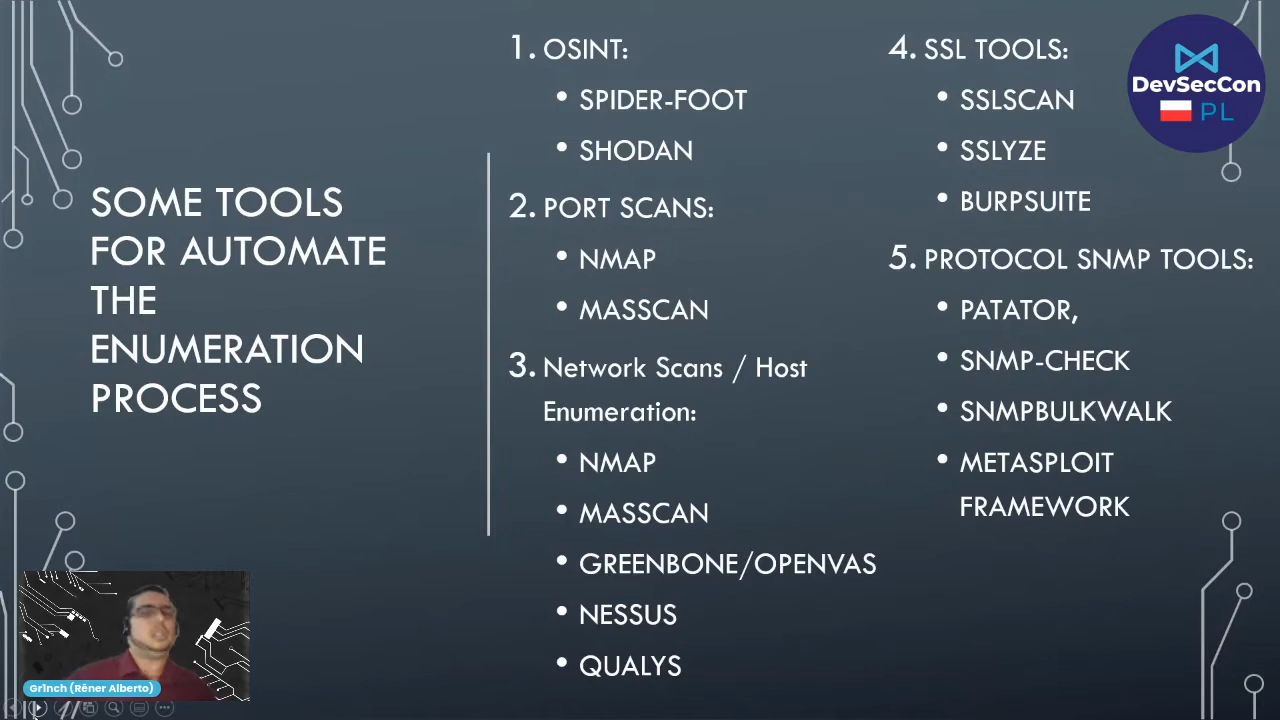 SOME TOOLS
FOR AUTOMATE
THE
ENUMERATION
PROCESS
1. OSINT:
• SPIDER-FOOT
• SHODAN
2. PORT SCANS:
• NMAP
• MASSCAN
3. Network Scans / Host
Enumeration:
• NMAP
• MASSCAN
• GREENBONE/OPENVAS
• NESSUS
• QUALYS
4. SSL TOOLS:
• SSLSCAN
• SSLYZE
• BURPSUITE
5. PROTOCOL SNMP TOOLS:
• PATATOR,
• SNMP-CHECK
• SNMPBULKWALK
• METASPLOIT
FRAMEWORK
DevSecCon
PL
Gr1nch (Rêner Alberto)